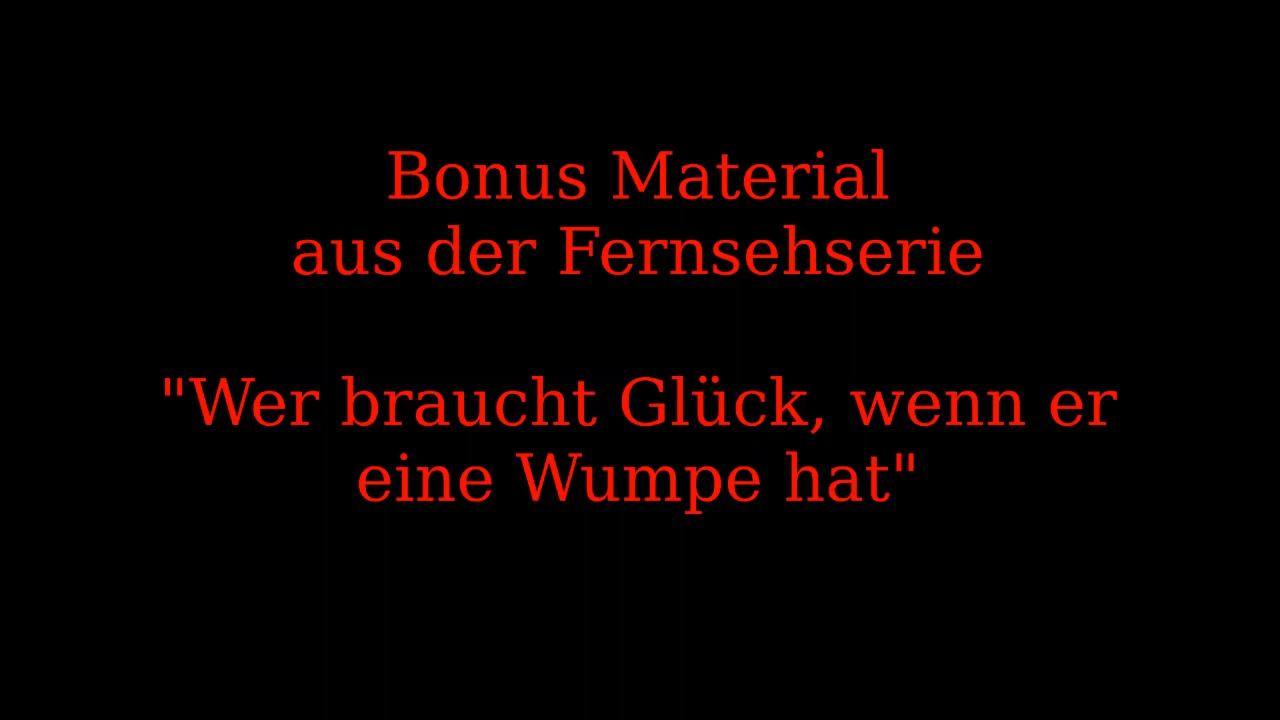 Bonus Material
aus der Fernsehserie
"Wer braucht Glück, wenn er
eine Wumpe hat"